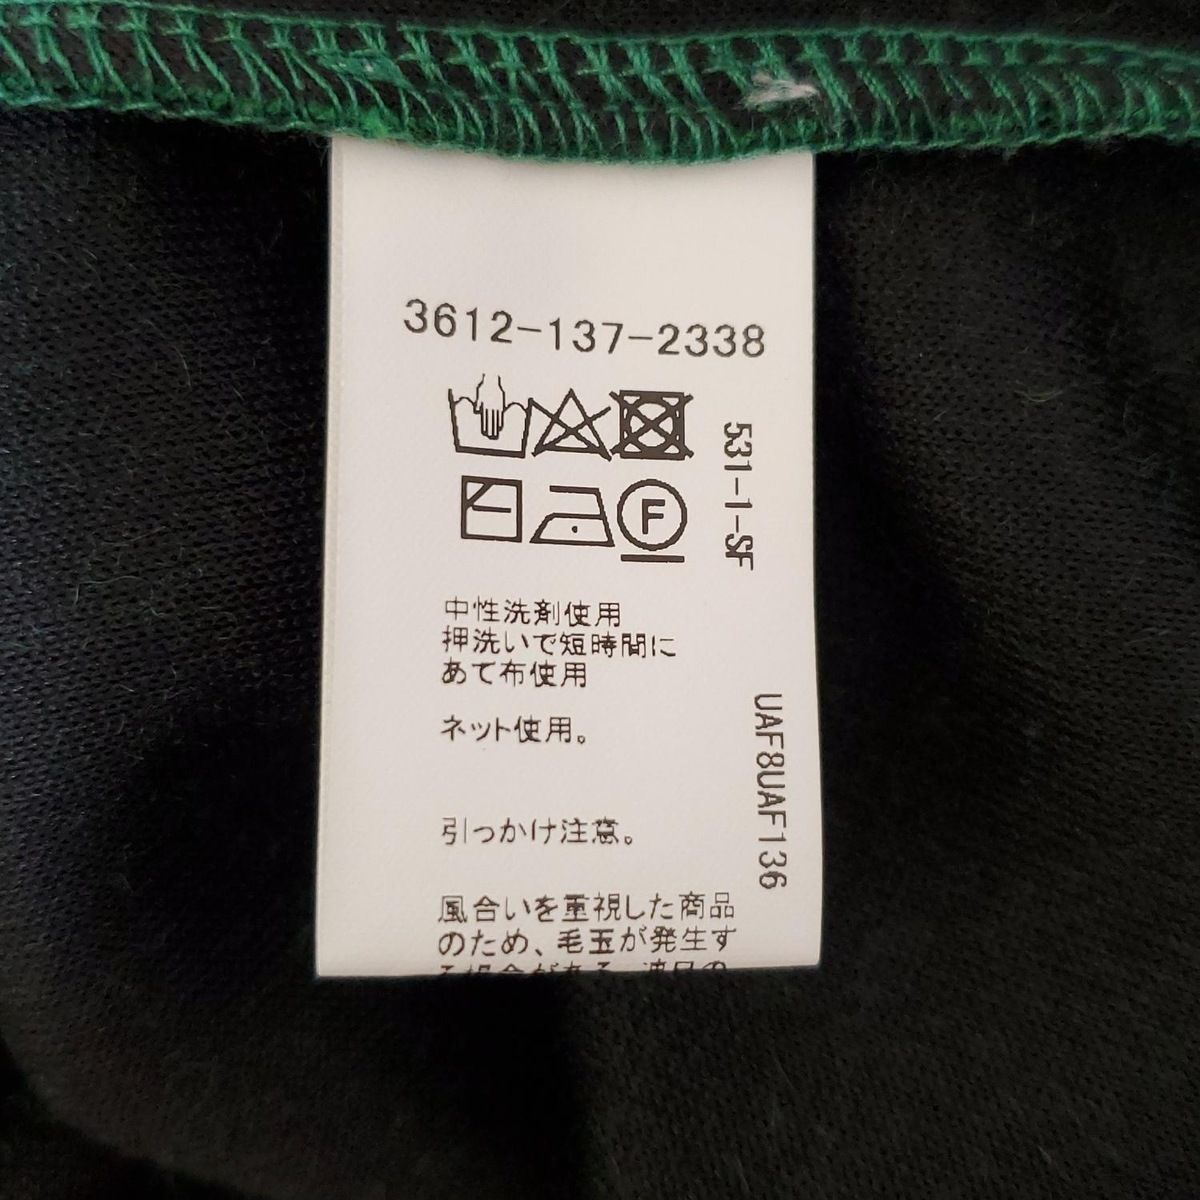 3612-137-2338
F
531-1-SF
中性洗剤使用
押洗いで短時間に
あて布使用
ネット使用。
UAF8UAF136
引っかけ注意。
風合いを重視した商品
のため、毛玉が発生す